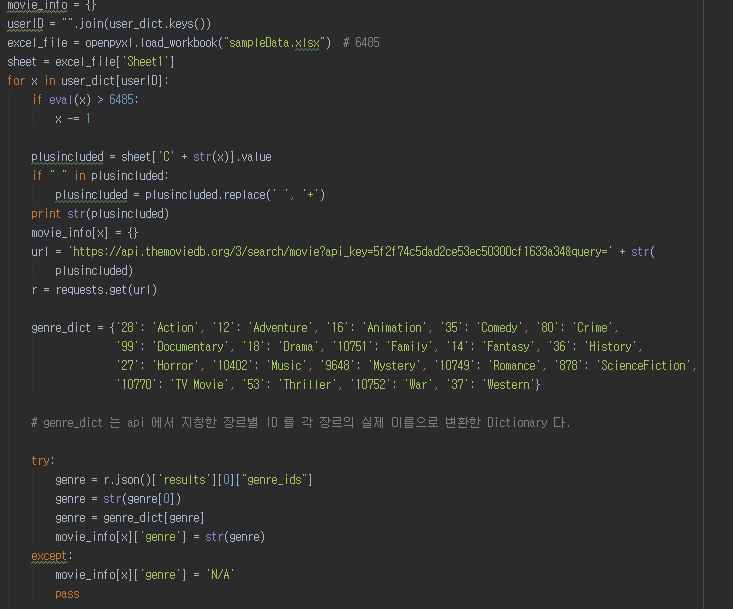 movie_info = {}
userID = "".join(user_dict.keys())
excel_file = openpyxl.load_workbook("sampleData.xlsx")  # 6485
sheet = excel_file['Sheet1']
for x in user_dict[userID]:
    if eval(x) > 6485:
        x -= 1

    plusincluded = sheet['C' + str(x)].value
    if " " in plusincluded:
        plusincluded = plusincluded.replace(' ', '+')
    print str(plusincluded)
    movie_info[x] = {}
    url = 'https://api.themoviedb.org/3/search/movie?api_key=5f2f74c5dad2ce53ec50300cf1633a34&query=' + str(
        plusincluded)
    r = requests.get(url)

    genre_dict = {'28': 'Action', '12': 'Adventure', '16': 'Animation', '35': 'Comedy', '80': 'Crime',
                  '99': 'Documentary', '18': 'Drama', '10751': 'Family', '14': 'Fantasy', '36': 'History',
                  '27': 'Horror', '10402': 'Music', '9648': 'Mystery', '10749': 'Romance', '878': 'ScienceFiction',
                  '10770': 'TV Movie', '53': 'Thriller', '10752': 'War', '37': 'Western'}

    # genre_dict 는 api 에서 지칭한 장르별 ID 를 각 장르의 실제 이름으로 변환한 Dictionary 다.

    try:
        genre = r.json()['results'][0]["genre_ids"]
        genre = str(genre[0])
        genre = genre_dict[genre]
        movie_info[x]['genre'] = str(genre)
    except:
        movie_info[x]['genre'] = 'N/A'
        pass